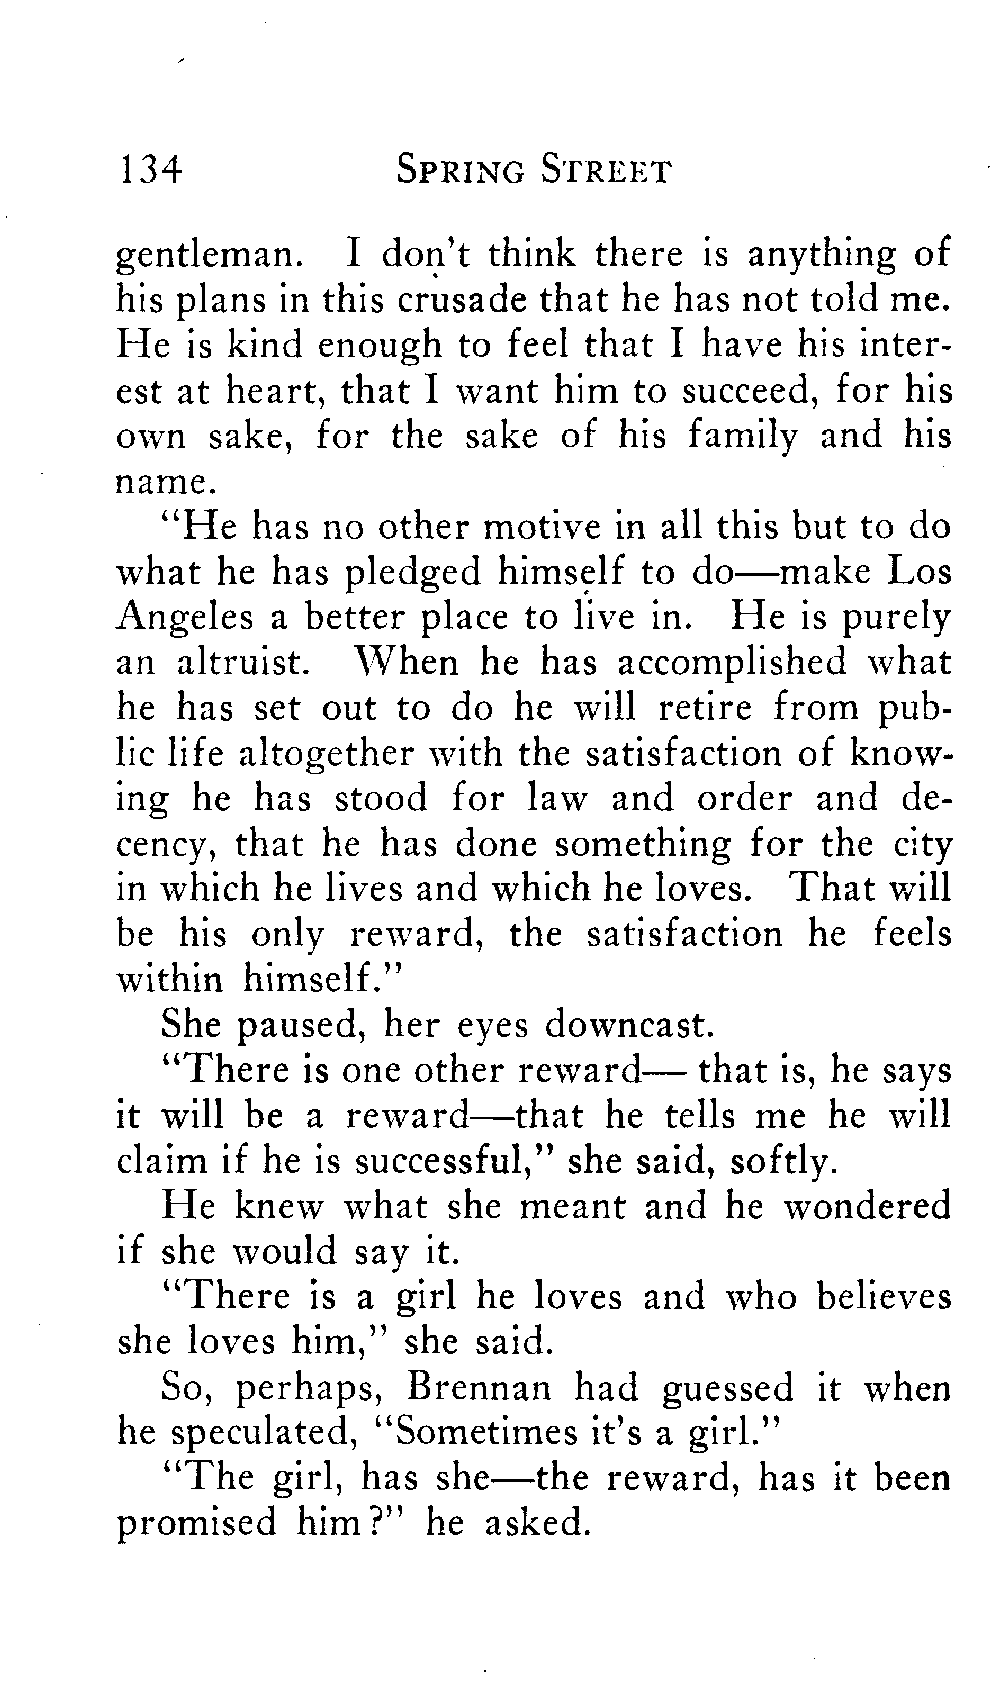 134 SPRING STREET
gentleman. I don't think there is anything of
his plans in this crusade that he has not told me.
He is kind enough to feel that I have his inter-
est at heart, that I want him to succeed, for his
own sake, for the sake of his family and his
name.
"He has no other motive in all this but to do
what he has pledged himself to do—make Los
Angeles a better place to live in. He is purely
an altruist. When he has accomplished what
he has set out to do he will retire from pub-
lic life altogether with the satisfaction of know-
ing he has stood for law and order and de-
cency, that he has done something for the city
in which he lives and which he loves. That will
be his only reward, the satisfaction he feels
within himself."
She paused, her eyes downcast.
"There is one other reward— that is, he says
it will be a reward—that he tells me he will
claim if he is successful," she said, softly.
He knew what she meant and he wondered
if she would say it.
"There is a girl he loves and who believes
she loves him," she said.
So, perhaps, Brennan had guessed it when
he speculated, "Sometimes it's a girl."
"The girl, has she—the reward, has it been
promised him?" he asked.